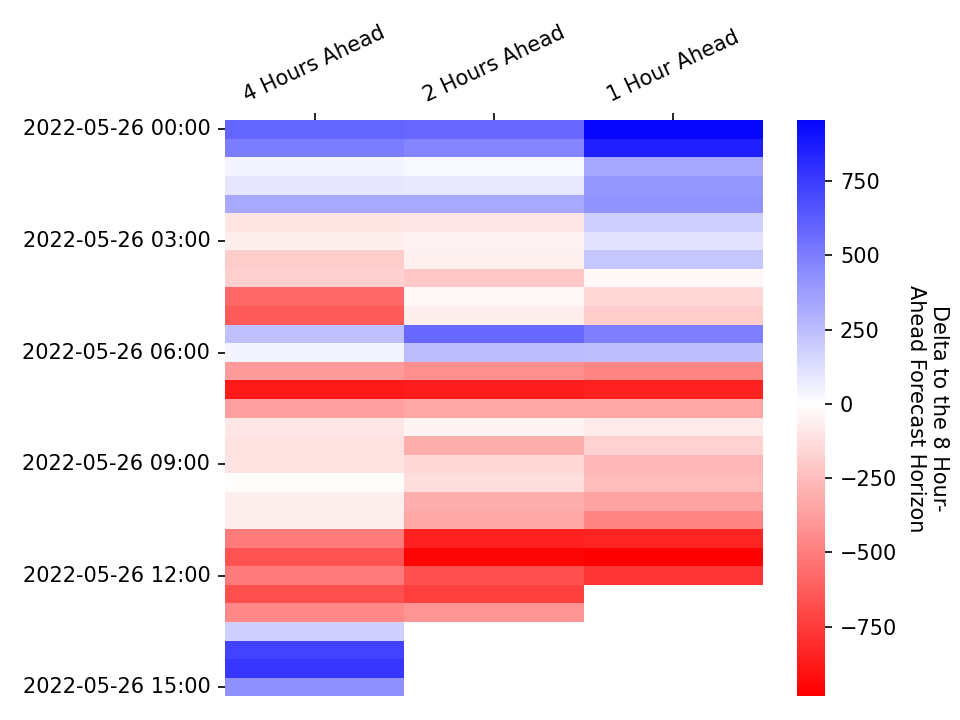 4 Hours Ahead
2 Hours Ahead
1 Hour Ahead
2022-05-26 00:00
2022-05-26 03:00
2022-05-26 06:00
2022-05-26 09:00
2022-05-26 12:00
2022-05-26 15:00
750
500
250
0
−250
−500
−750
Delta to the 8 Hour-
Ahead Forecast Horizon